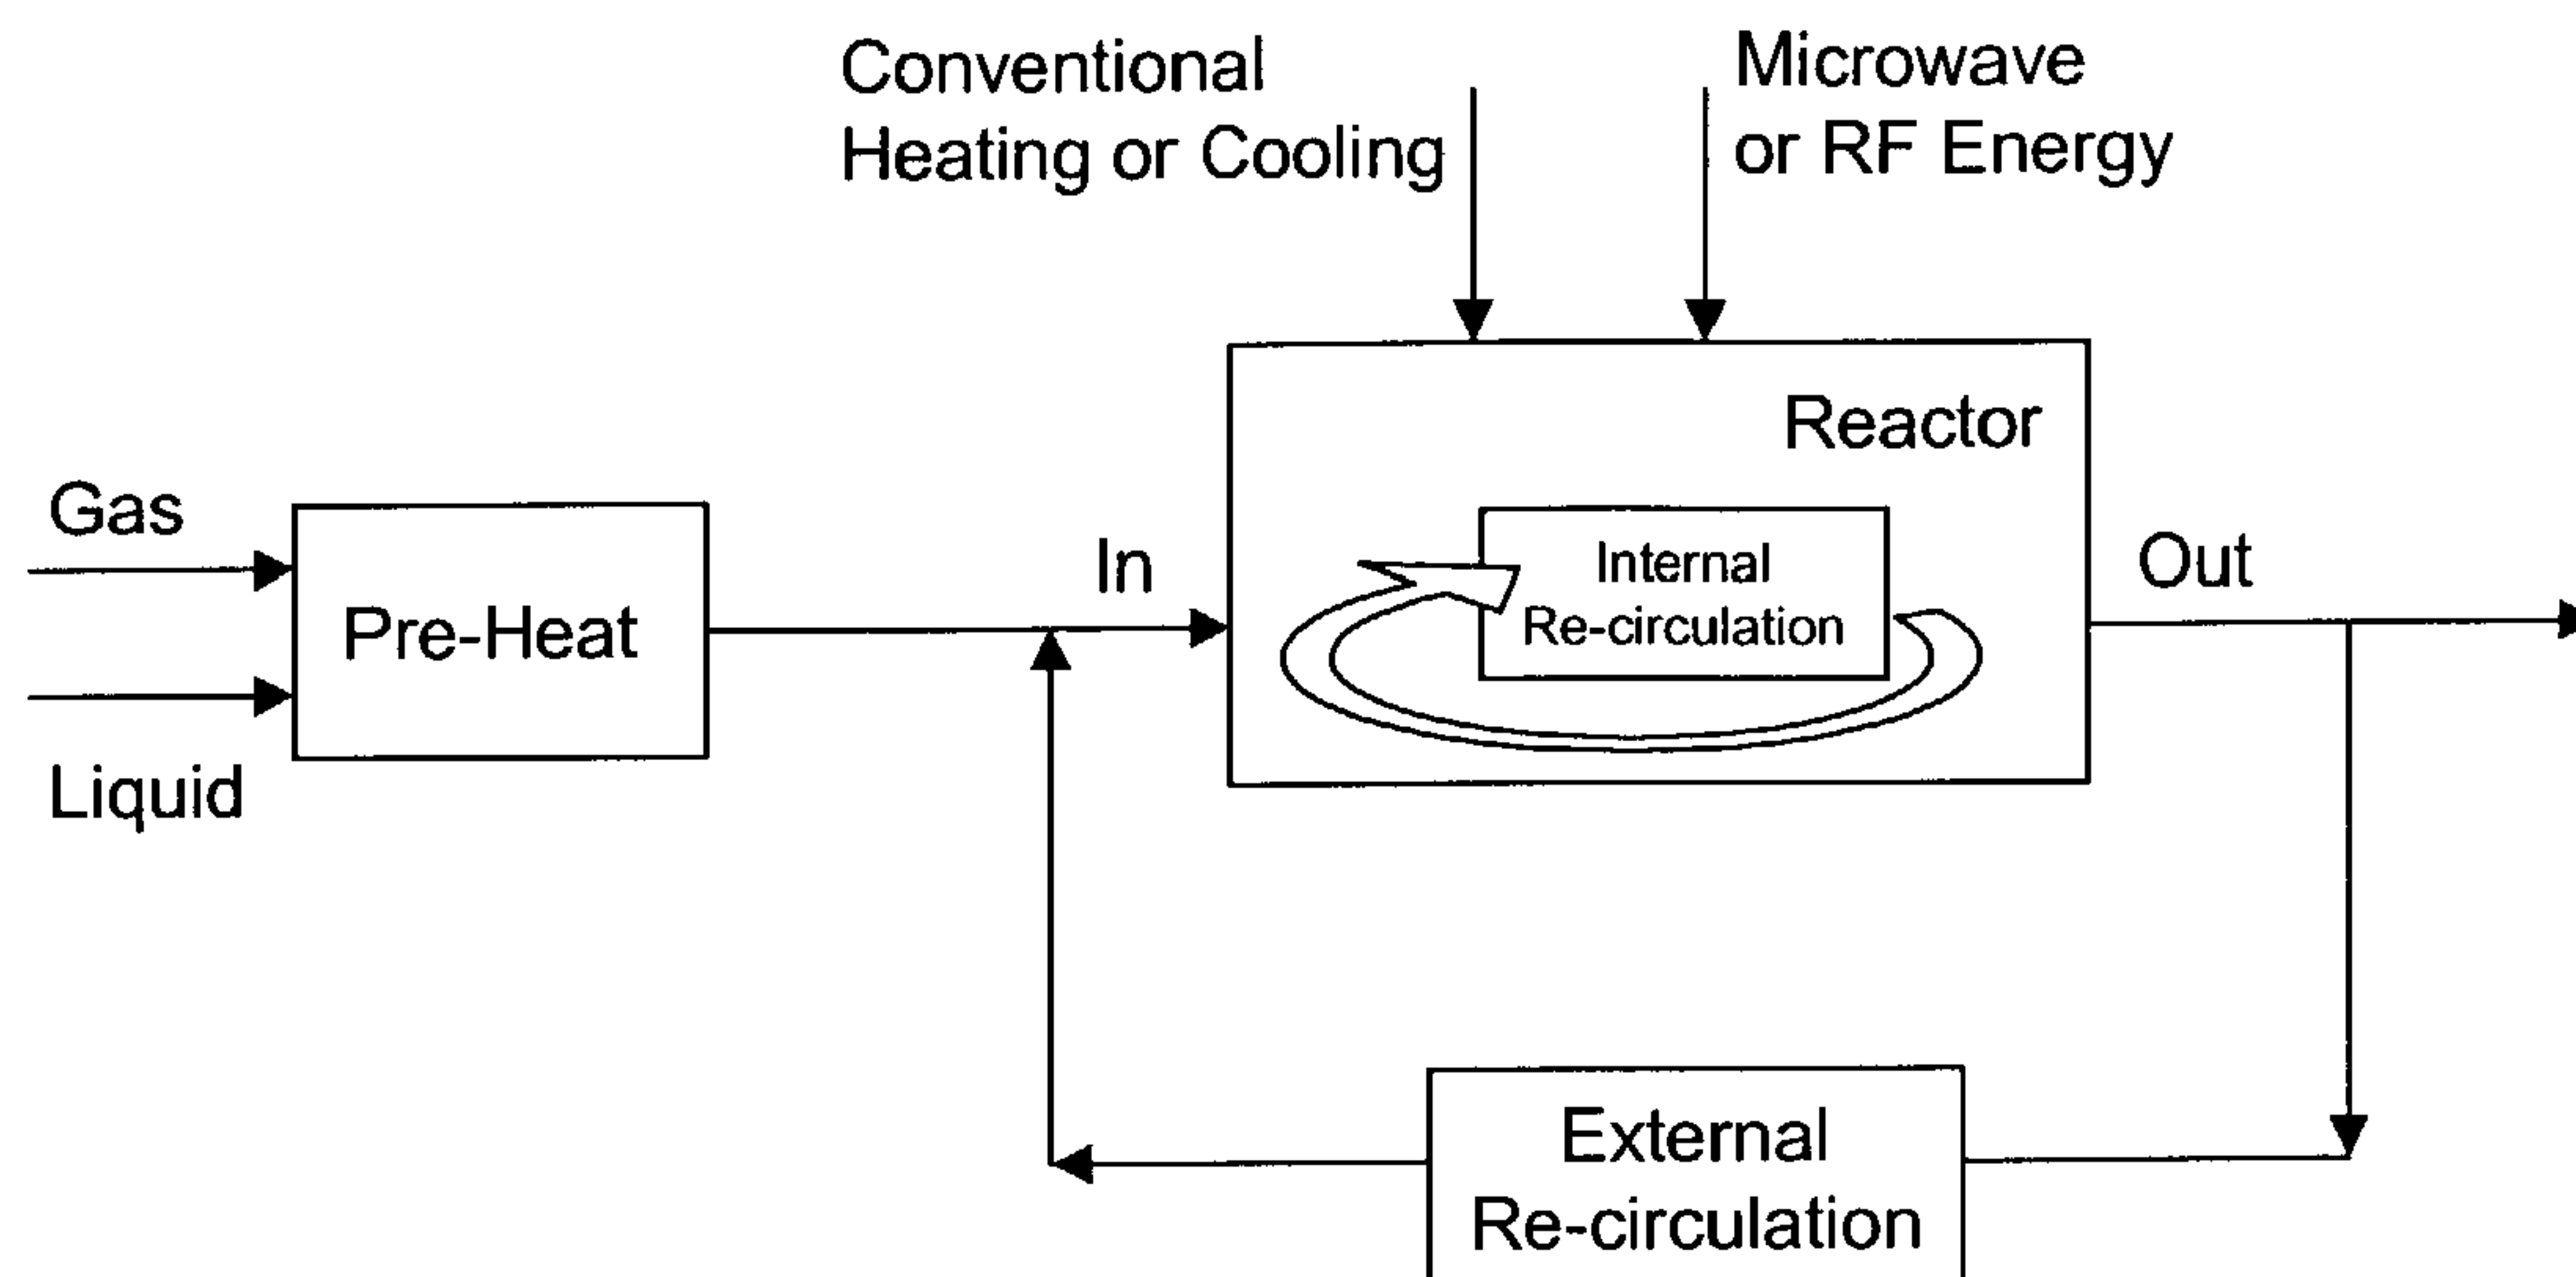 Conventional
Heating or Cooling
Microwave
or RF Energy
Reactor
Gas
Pre-Heat
Liquid
In
Internal
Re-circulation
Out
External
Re-circulation